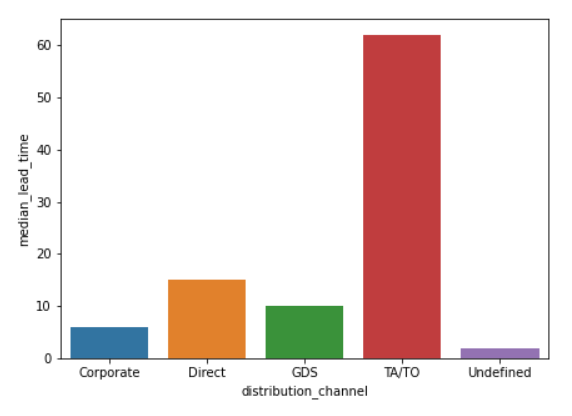 60
50
40
30
20
10
0
median_lead_time
Corporate Direct GDS TA/TO Undefined
distribution_channel